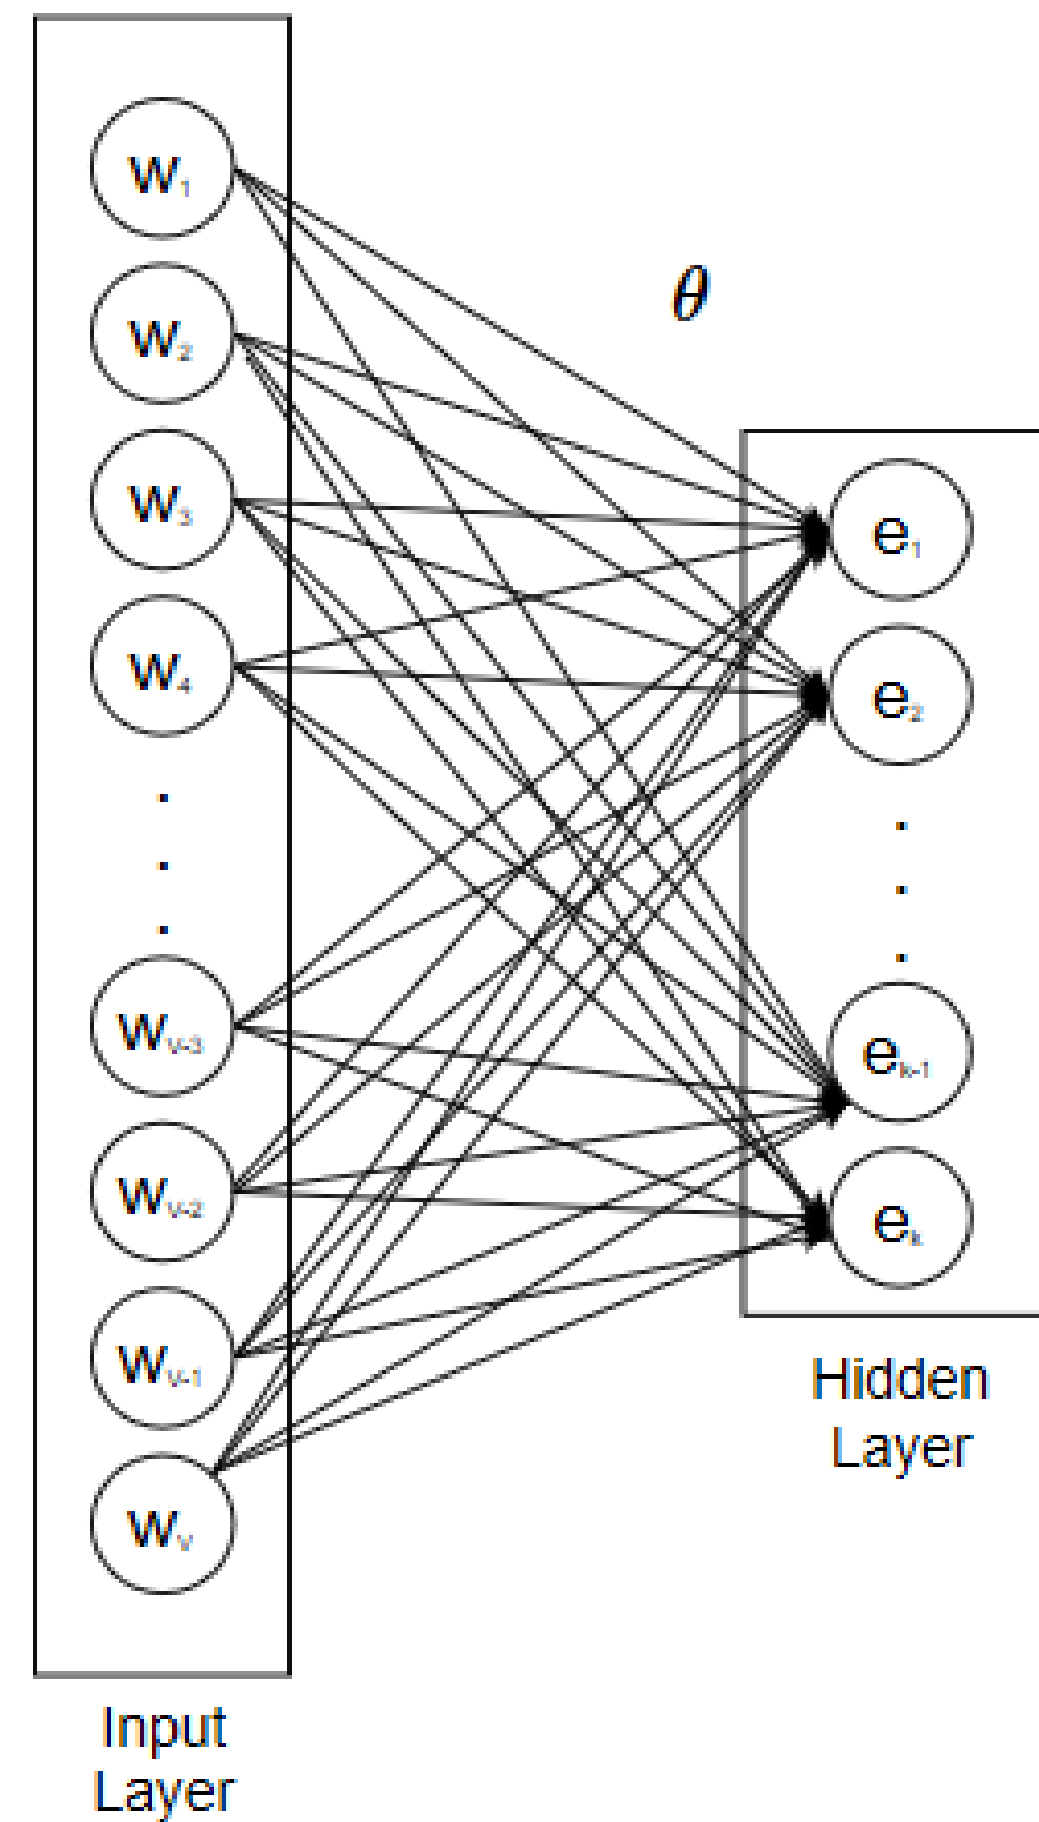 w₁
w₂
w₃
w₄
.
.
.
wᵥ₋₃
wᵥ₋₂
wᵥ₋₁
wᵥ
Input
Layer
θ
e₁
e₂
.
.
.
eₖ₋₁
eₖ
Hidden
Layer